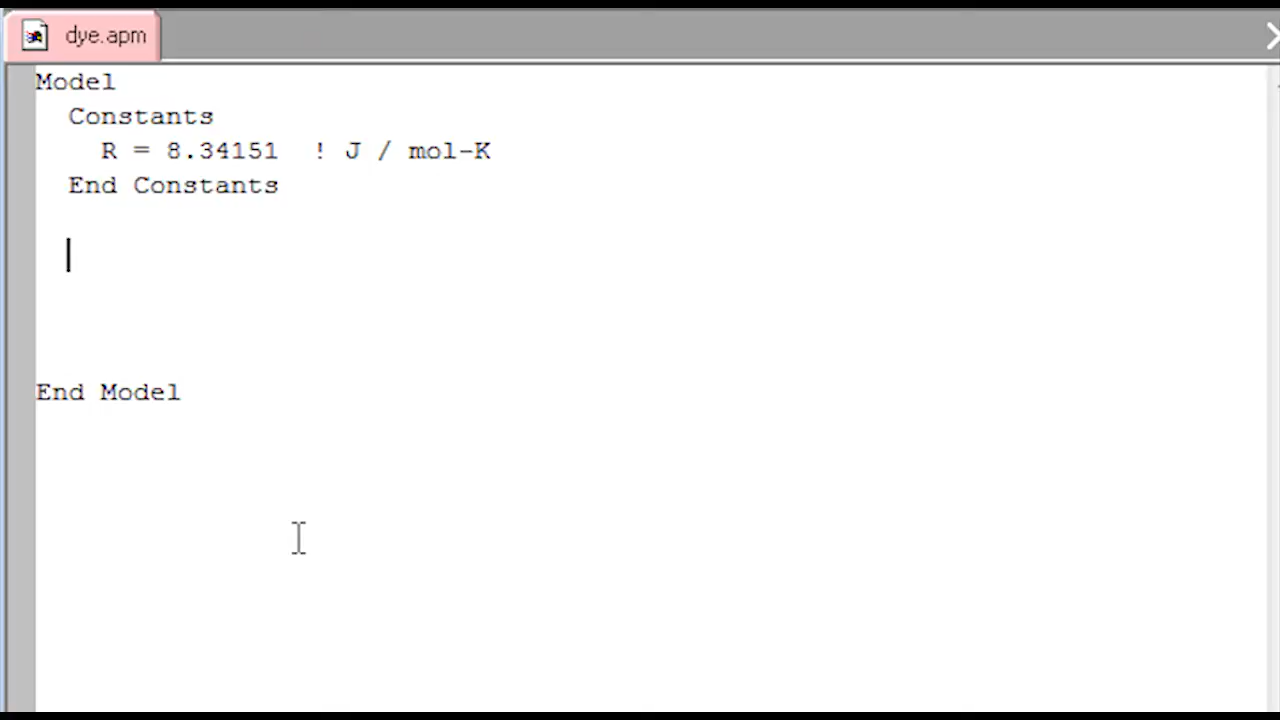 dye.apm
Model
Constants
R = 8.34151 ! J / mol-K
End Constants
End Model